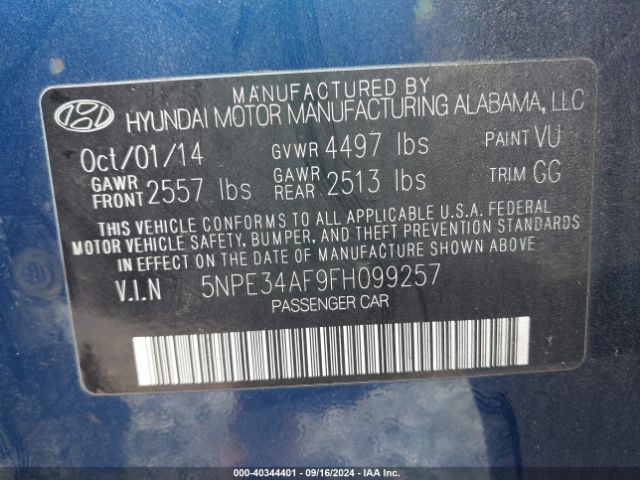 MANUFACTURED BY
HYUNDAI MOTOR MANUFACTURING ALABAMA, LLC
Oct/01/14 GVWR 4497 lbs PAINT VU
GAWR FRONT 2557 lbs GAWR REAR 2513 lbs TRIM GG
THIS VEHICLE CONFORMS TO ALL APPLICABLE U.S.A. FEDERAL
MOTOR VEHICLE SAFETY, BUMPER, AND THEFT PREVENTION STANDARDS
IN EFFECT ON THE DATE OF MANUFACTURE SHOWN ABOVE.
V.I.N 5NPE34AF9FH099257
PASSENGER CAR
000-40344401 - 09/16/2024 - IAA Inc.